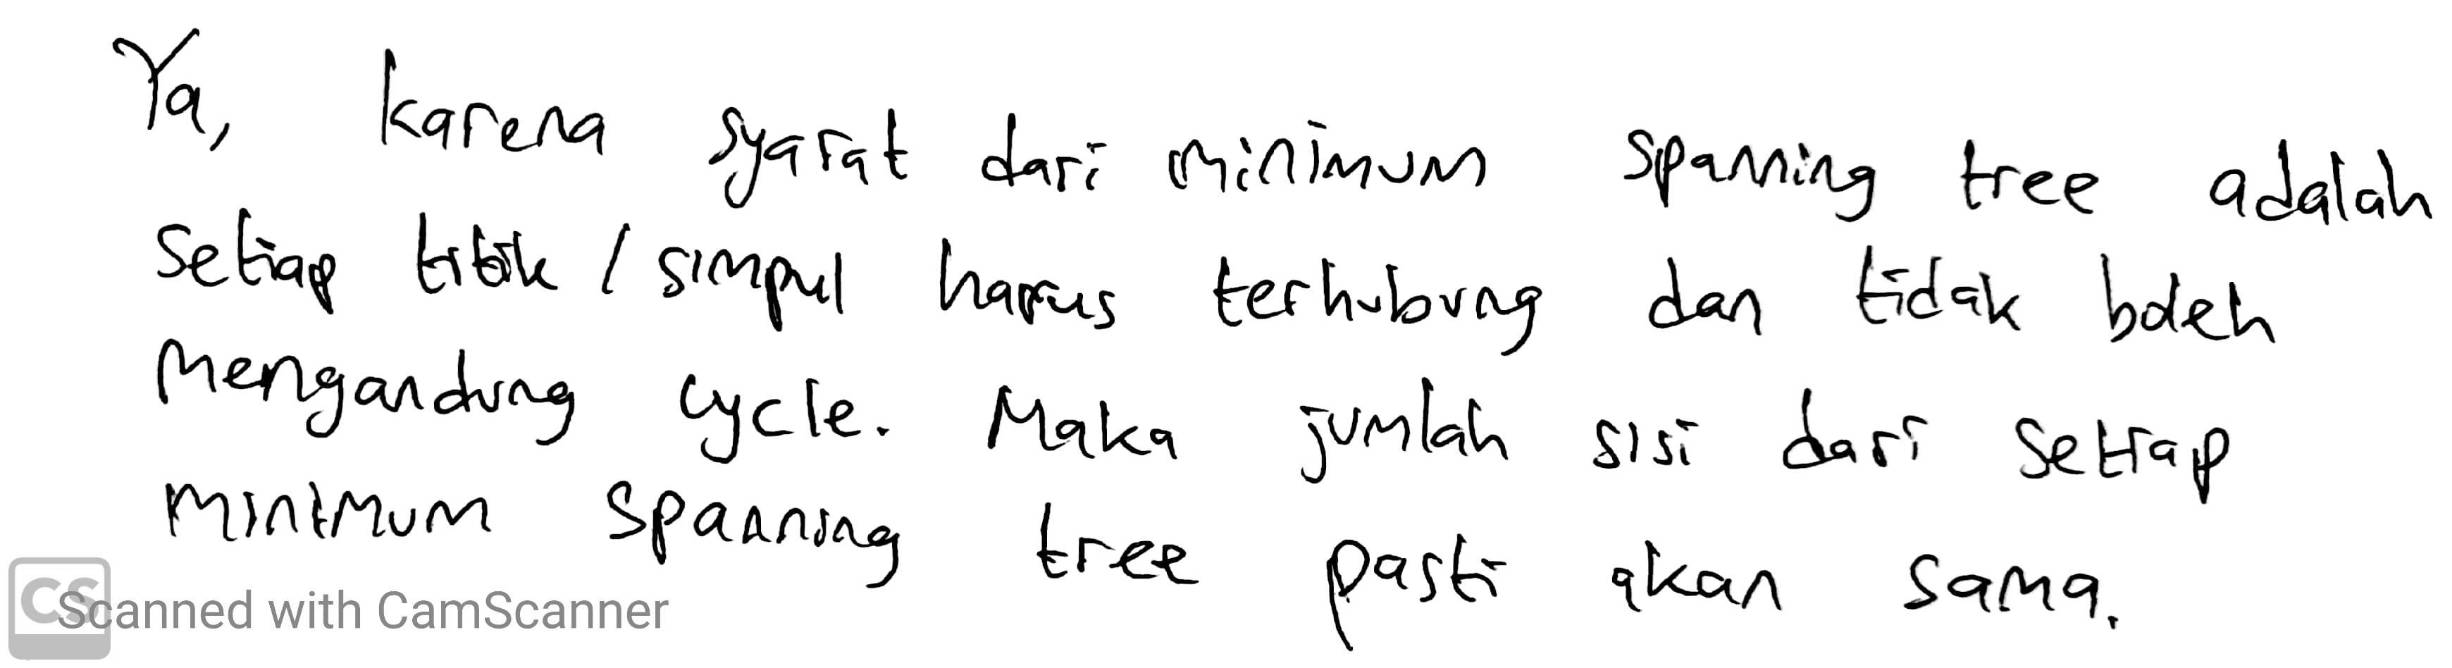 Ya, karena syarat dari minimum spanning tree adalah
setiap titik / simpul harus terhubung dan tidak boleh
mengandung cycle. Maka jumlah sisi dari setiap
minimum spanning tree pasti akan sama.
CS Scanned with CamScanner